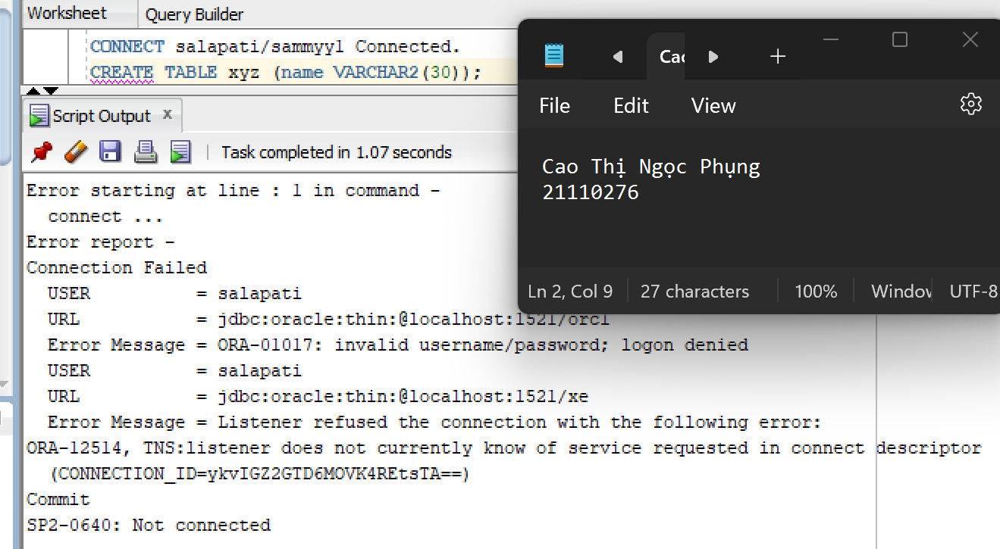 Worksheet Query Builder
CONNECT salapati/sammyyl Connected.
CREATE TABLE xyz (name VARCHAR2(30));
Script Output x
Task completed in 1.07 seconds
Error starting at line : 1 in command -
connect ...
Error report -
Connection Failed
USER = salapati
URL = jdbc:oracle:thin:@localhost:1521/orcl
Error Message = ORA-01017: invalid username/password; logon denied
USER = salapati
URL = jdbc:oracle:thin:@localhost:1521/xe
Error Message = Listener refused the connection with the following error:
ORA-12514, TNS:listener does not currently know of service requested in connect descriptor
(CONNECTION_ID=ykvIGZ2GTD6MOVK4REtsTA==)
Commit
SP2-0640: Not connected
Cao
File Edit View
Cao Thị Ngọc Phụng
21110276
Ln 2, Col 9 27 characters 100% Window UTF-8